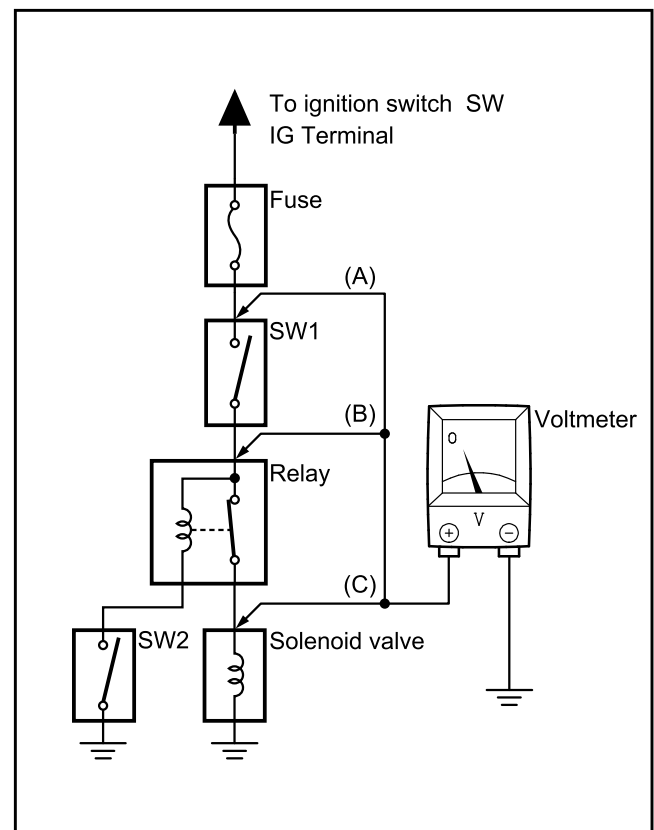 To ignition switch SW
IG Terminal
Fuse
(A)
SW1
(B)
Voltmeter
0
Relay
V
+ −
(C)
SW2
Solenoid valve